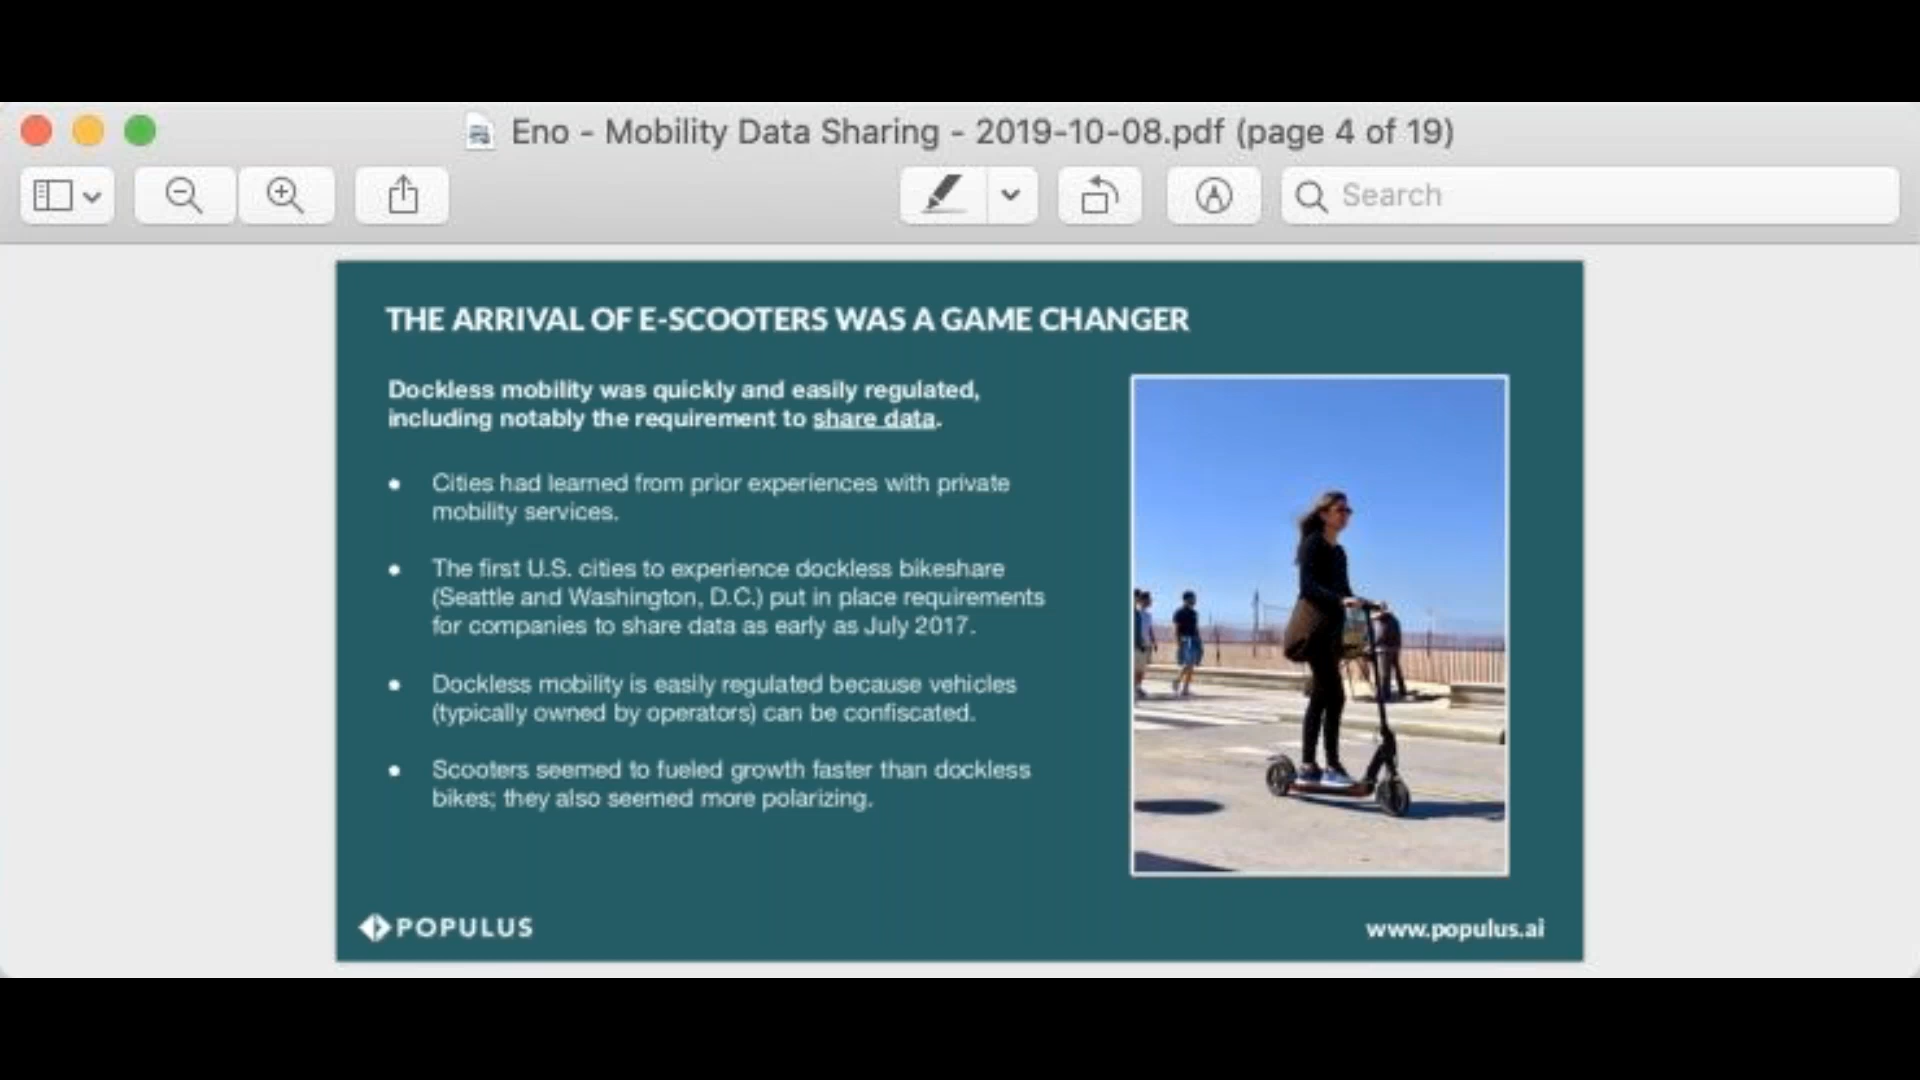 Eno - Mobility Data Sharing - 2019-10-08.pdf (page 4 of 19)
Search
THE ARRIVAL OF E-SCOOTERS WAS A GAME CHANGER
Dockless mobility was quickly and easily regulated,
including notably the requirement to share data.
● Cities had learned from prior experiences with private
mobility services.
● The first U.S. cities to experience dockless bikeshare
(Seattle and Washington, D.C.) put in place requirements
for companies to share data as early as July 2017.
● Dockless mobility is easily regulated because vehicles
(typically owned by operators) can be confiscated.
● Scooters seemed to fueled growth faster than dockless
bikes; they also seemed more polarizing.
POPULUS
www.populus.ai